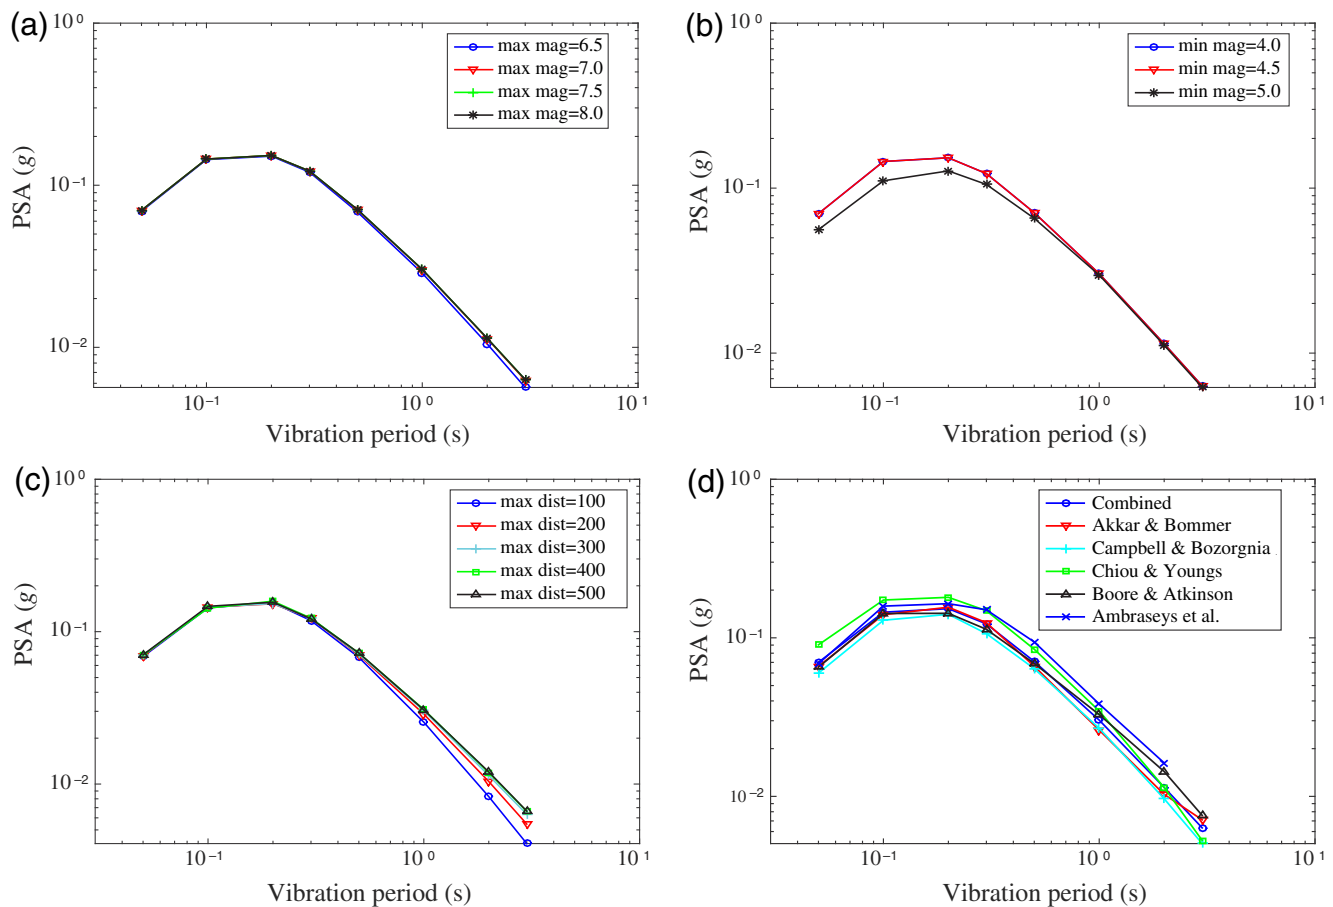 (a)
10⁰
10⁻¹
10⁻²
PSA (g)
max mag=6.5
max mag=7.0
max mag=7.5
max mag=8.0
10⁻¹
10⁰
10¹
Vibration period (s)
(b)
10⁰
10⁻¹
10⁻²
PSA (g)
min mag=4.0
min mag=4.5
min mag=5.0
10⁻¹
10⁰
10¹
Vibration period (s)
(c)
10⁰
10⁻¹
10⁻²
PSA (g)
max dist=100
max dist=200
max dist=300
max dist=400
max dist=500
10⁻¹
10⁰
10¹
Vibration period (s)
(d)
10⁰
10⁻¹
10⁻²
PSA (g)
Combined
Akkar & Bommer
Campbell & Bozorgnia
Chiou & Youngs
Boore & Atkinson
Ambraseys et al.
10⁻¹
10⁰
10¹
Vibration period (s)